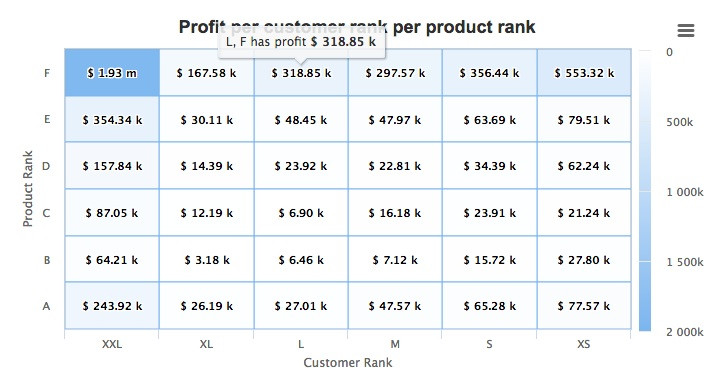 Profit per customer rank per product rank
L, F has profit $ 318.85 k
F $ 1.93 m $ 167.58 k $ 318.85 k $ 297.57 k $ 356.44 k $ 553.32 k
E $ 354.34 k $ 30.11 k $ 48.45 k $ 47.97 k $ 63.69 k $ 79.51 k
D $ 157.84 k $ 14.39 k $ 23.92 k $ 22.81 k $ 34.39 k $ 62.24 k
C $ 87.05 k $ 12.19 k $ 6.90 k $ 16.18 k $ 23.91 k $ 21.24 k
B $ 64.21 k $ 3.18 k $ 6.46 k $ 7.12 k $ 15.72 k $ 27.80 k
A $ 243.92 k $ 26.19 k $ 27.01 k $ 47.57 k $ 65.28 k $ 77.57 k
XXL XL L M S XS
Customer Rank
Product Rank
0
500k
1 000k
1 500k
2 000k